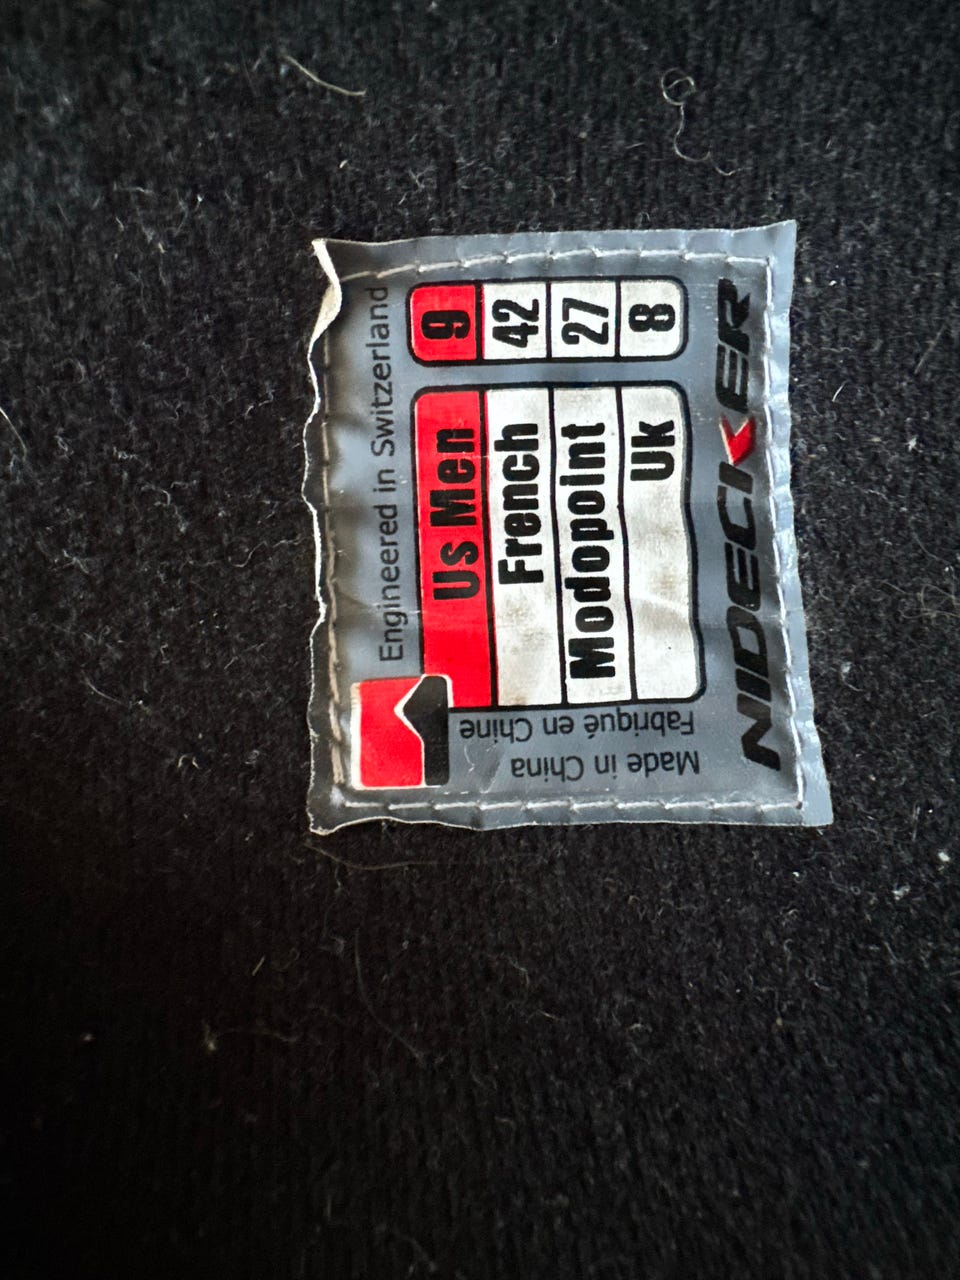 Engineered in Switzerland
Us Men 9
French 42
Modopoint 27
Uk 8
NIDECKER
Made in China
Fabriqué en Chine